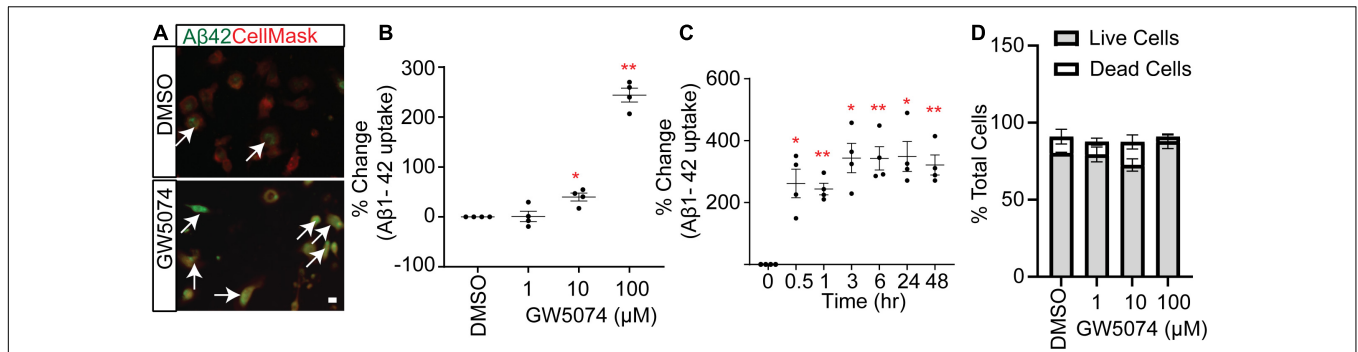 A
Aβ42CellMask
DMSO
GW5074
B
% Change
(Aβ1- 42 uptake)
300
200
100
0
-100
*
**
DMSO
1
10
100
GW5074 (μM)
C
% Change
(Aβ1- 42 uptake)
600
400
200
*
**
*
**
*
**
0
0.5
1
3
6
24
48
Time (hr)
D
Live Cells
Dead Cells
% Total Cells
150
100
50
0
DMSO
1
10
100
GW5074 (μM)